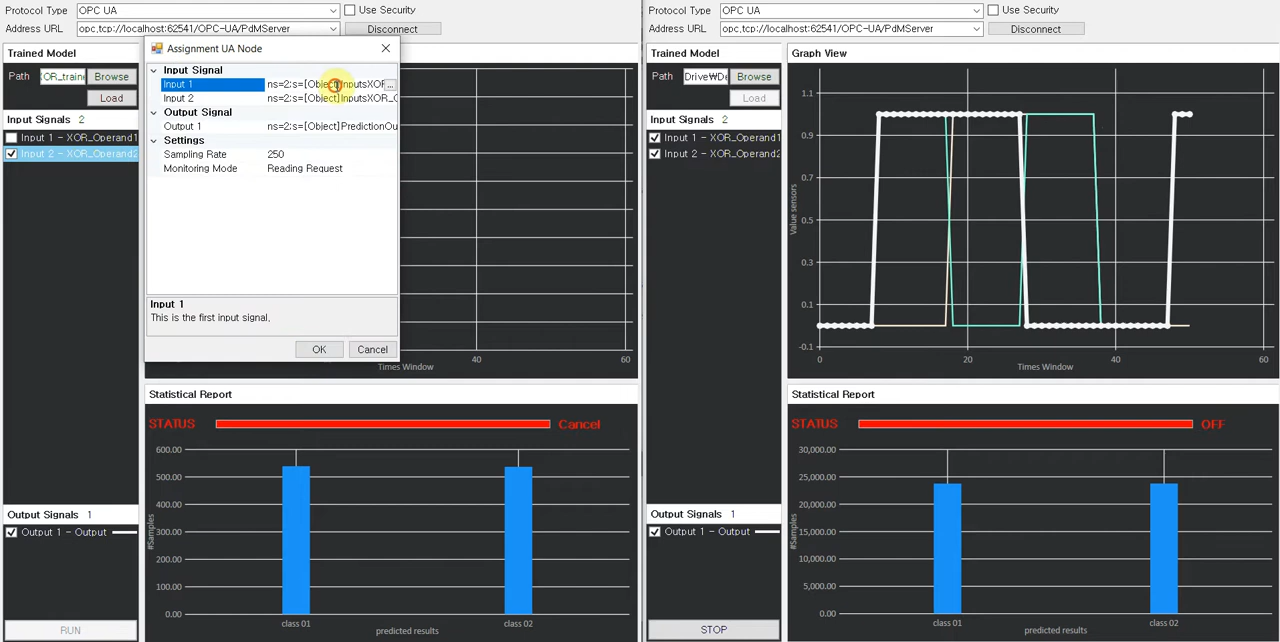 Protocol Type OPC UA Use Security
Address URL opc.tcp://localhost:62541/OPC-UA/PdMServer Disconnect
Trained Model
Path XOR_train Browse
Load
Input Signals 2
Input 1 - XOR_Operand1
Input 2 - XOR_Operand2
Output Signals 1
Output 1 - Output
RUN
Assignment UA Node
Input Signal
Input 1 ns=2;s=[Object]InputsXOR ...
Input 2 ns=2;s=[Object]InputsXOR_O
Output Signal
Output 1 ns=2;s=[Object]PredictionOu
Settings
Sampling Rate 250
Monitoring Mode Reading Request
Input 1
This is the first input signal.
OK Cancel
40 60
Times Window
Statistical Report
STATUS Cancel
600.00
500.00
400.00
300.00
200.00
100.00
0.00
#Samples
class 01 class 02
predicted results
Protocol Type OPC UA Use Security
Address URL opc.tcp://localhost:62541/OPC-UA/PdMServer Disconnect
Trained Model
Path Drive₩De Browse
Load
Input Signals 2
Input 1 - XOR_Operand1
Input 2 - XOR_Operand2
Output Signals 1
Output 1 - Output
STOP
Graph View
1.1
0.9
0.7
0.5
0.3
0.1
-0.1
Value sensors
0 20 40 60
Times Window
Statistical Report
STATUS OFF
30,000.00
25,000.00
20,000.00
15,000.00
10,000.00
5,000.00
0.00
#Samples
class 01 class 02
predicted results